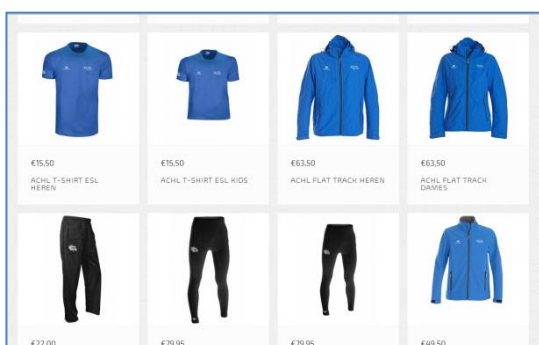 €15,50
ACHL T-SHIRT ESL
HEREN
€15,50
ACHL T-SHIRT ESL KIDS
€63,50
ACHL FLAT TRACK HEREN
€63,50
ACHL FLAT TRACK
DAMES
€22,00
€79,95
€79,95
€49,50